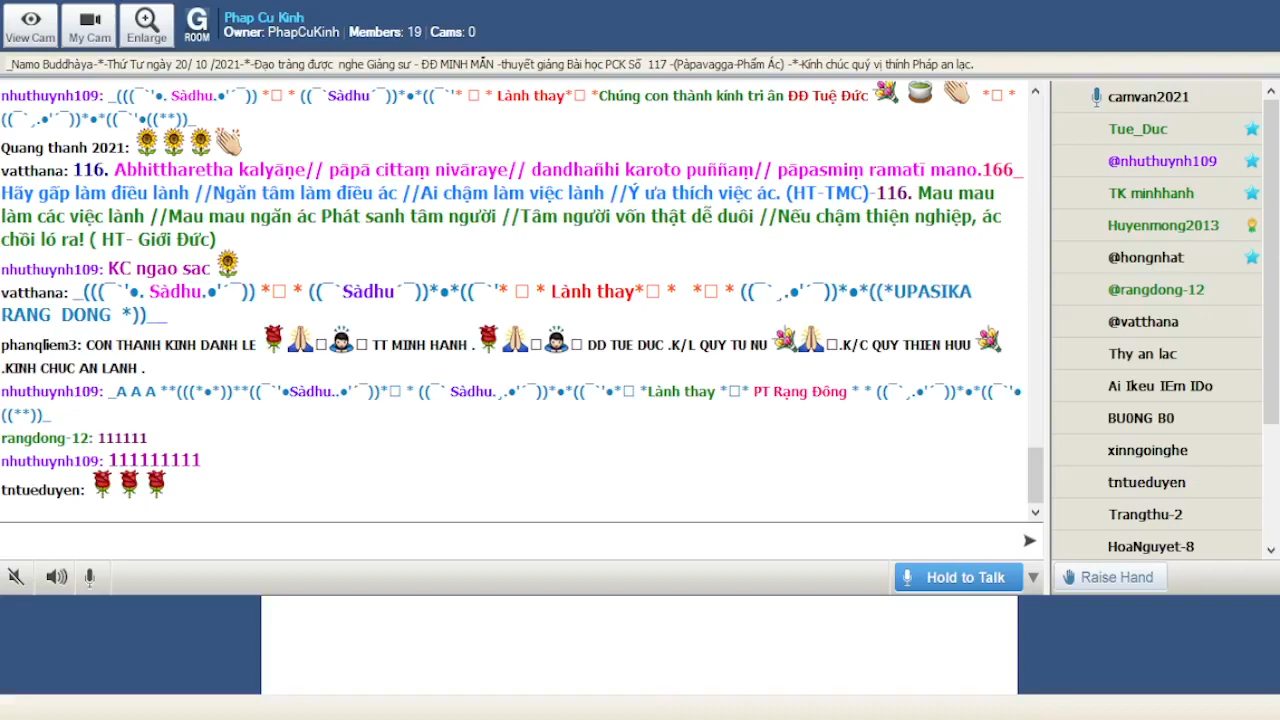 View Cam
My Cam
Enlarge
G
ROOM
Phap Cu Kinh
Owner: PhapCuKinh | Members: 19 | Cams: 0
_Namo Buddhàya-*-Thứ Tư ngày 20/ 10 /2021-*-Đạo tràng được nghe Giảng sư - ĐĐ MINH MẪN -thuyết giảng Bài học PCK Số 117 -(Pàpavagga-Phẩm Ác) -*-Kính chúc quý vị thính Pháp an lạc.
nhuthuynh109: _(((¯`'•. Sàdhu.•'´¯)) *□ * ((¯`Sàdhu´¯))*•*((¯`'* □ * Lành thay*□ *Chúng con thành kính tri ân ĐĐ Tuệ Đức 💐 🍵 👏 *□ *
((¯`¸.•'´¯))*•*((¯`'•((**))_
Quang thanh 2021: 🌻🌻🌻👏
vatthana: 116. Abhittharetha kalyāṇe// pāpā cittaṃ nivāraye// dandhañhi karoto puññaṃ// pāpasmiṃ ramatī mano.166_
Hãy gấp làm điều lành //Ngăn tâm làm điều ác //Ai chậm làm việc lành //Ý ưa thích việc ác. (HT-TMC)-116. Mau mau
làm các việc lành //Mau mau ngăn ác Phát sanh tâm người //Tâm người vốn thật dễ duôi //Nếu chậm thiện nghiệp, ác
chồi ló ra! ( HT- Giới Đức)
nhuthuynh109: KC ngao sac 🌻
vatthana: _(((¯`'•. Sàdhu.•'´¯)) *□ * ((¯`Sàdhu´¯))*•*((¯`'* □ * Lành thay*□ * *□ * ((¯`¸.•'´¯))*•*((*UPASIKA
RANG DONG *))__
phanqliem3: CON THANH KINH DANH LE 🌹🙏□🙇□ TT MINH HANH . 🌹🙏□🙇□ DD TUE DUC .K/L QUY TU NU 💐🙏□.K/C QUY THIEN HUU 💐
.KINH CHUC AN LANH .
nhuthuynh109: _A A A **(((*•*))**((¯`'•Sàdhu..•'´¯))*□ * ((¯` Sàdhu.¸.•'´¯))*•*((¯`'•*□ *Lành thay *□* PT Rạng Đông * * ((¯`¸.•'´¯))*•*((¯`'•
((**))_
rangdong-12: 111111
nhuthuynh109: 111111111
tntueduyen: 🌹🌹🌹
camvan2021
Tue_Duc
@nhuthuynh109
TK minhhanh
Huyenmong2013
@hongnhat
@rangdong-12
@vatthana
Thy an lac
Ai Ikeu IEm IDo
BU0NG B0
xinngoinghe
tntueduyen
Trangthu-2
HoaNguyet-8
Hold to Talk
Raise Hand